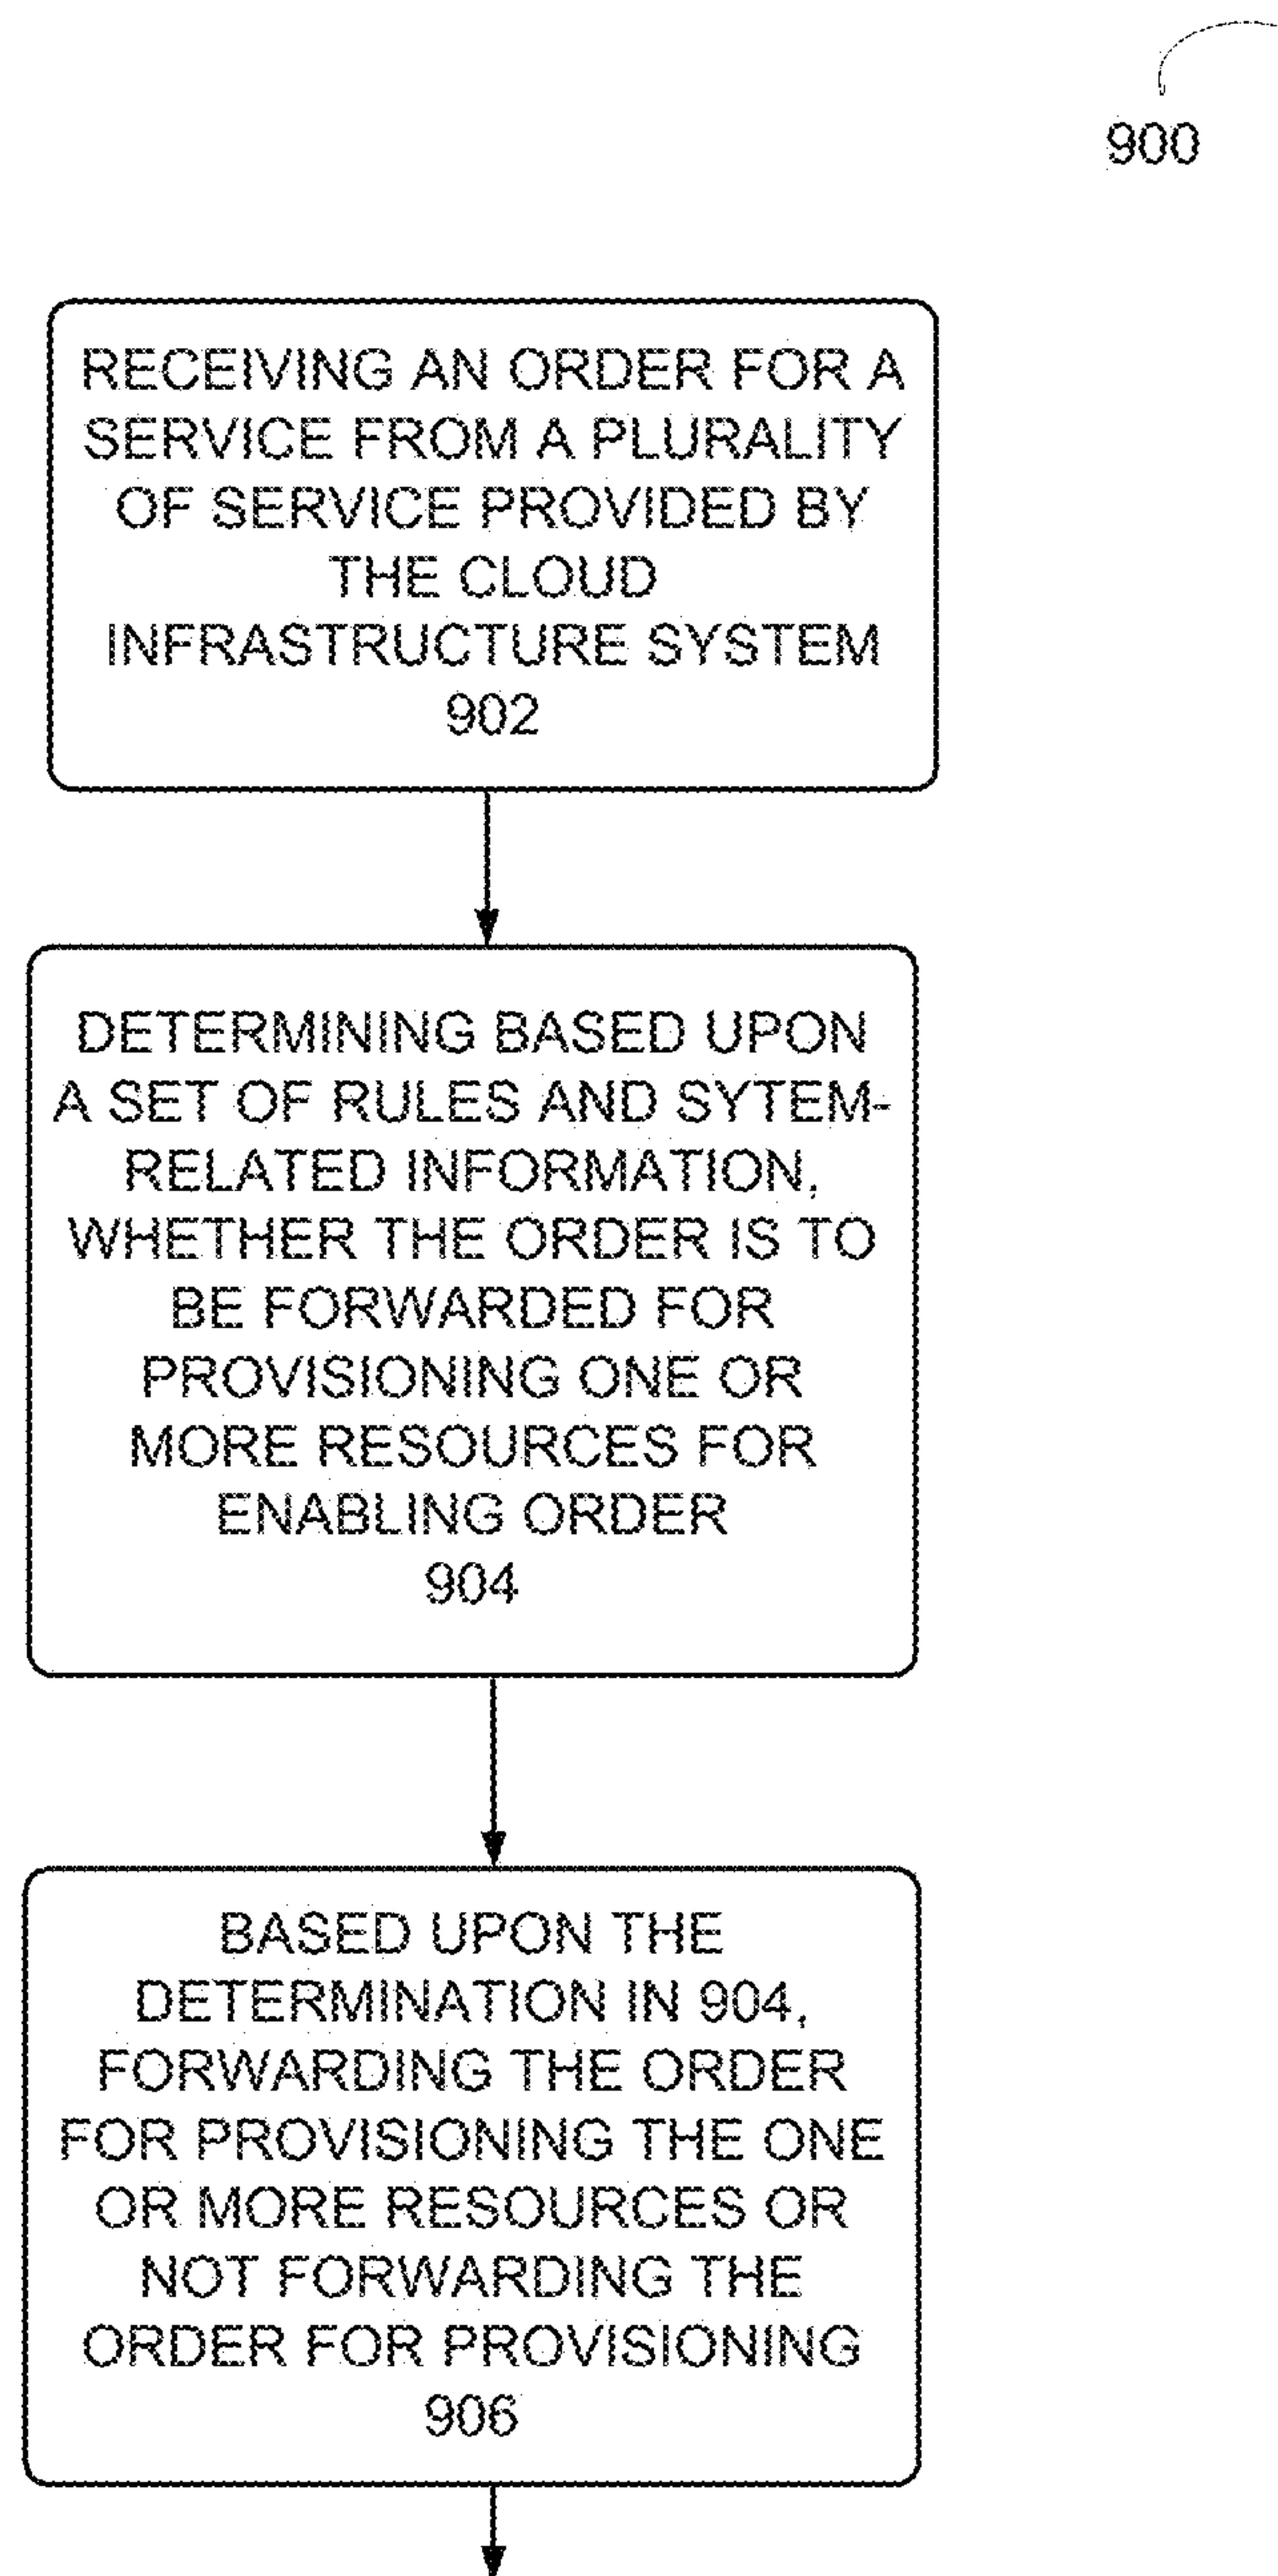 900
RECEIVING AN ORDER FOR A
SERVICE FROM A PLURALITY
OF SERVICE PROVIDED BY
THE CLOUD
INFRASTRUCTURE SYSTEM
902
DETERMINING BASED UPON
A SET OF RULES AND SYTEM-
RELATED INFORMATION,
WHETHER THE ORDER IS TO
BE FORWARDED FOR
PROVISIONING ONE OR
MORE RESOURCES FOR
ENABLING ORDER
904
BASED UPON THE
DETERMINATION IN 904,
FORWARDING THE ORDER
FOR PROVISIONING THE ONE
OR MORE RESOURCES OR
NOT FORWARDING THE
ORDER FOR PROVISIONING
906